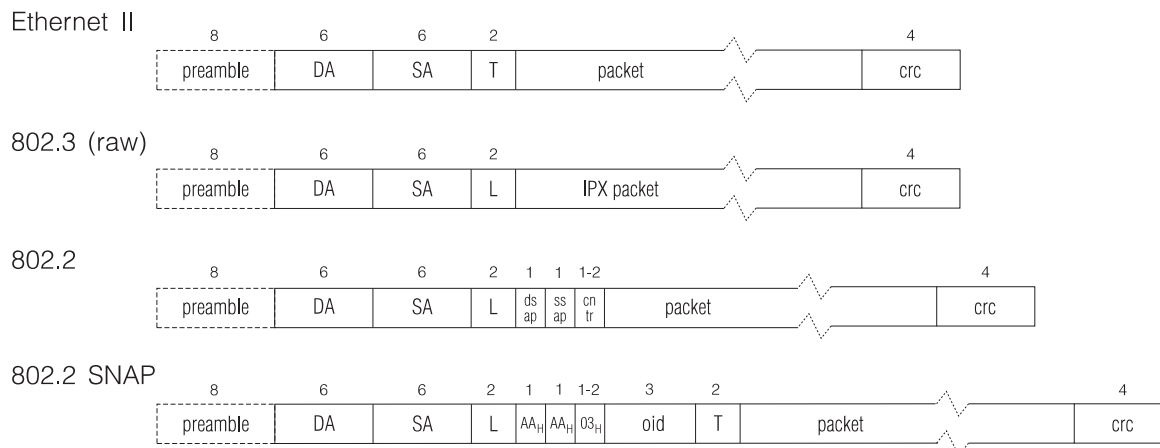 Ethernet II
8 6 6 2 4
preamble DA SA T packet crc
802.3 (raw)
8 6 6 2 4
preamble DA SA L IPX packet crc
802.2
8 6 6 2 1 1 1-2 4
preamble DA SA L ds ap ss ap cn tr packet crc
802.2 SNAP
8 6 6 2 1 1 1-2 3 2 4
preamble DA SA L AAH AAH 03H oid T packet crc